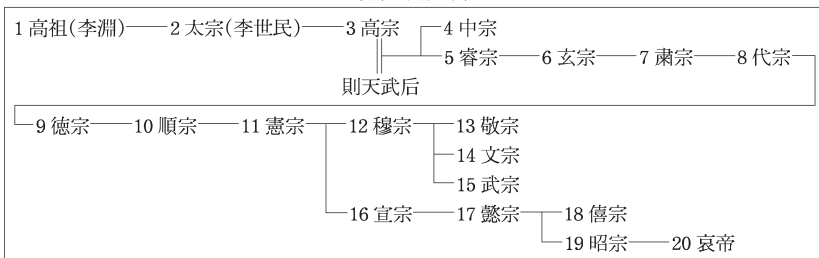 1 高祖(李淵) 2 太宗(李世民) 3 高宗 4 中宗
5 睿宗 6 玄宗 7 粛宗 8 代宗
則天武后
9 徳宗 10 順宗 11 憲宗 12 穆宗 13 敬宗
14 文宗
15 武宗
16 宣宗 17 懿宗 18 僖宗
19 昭宗 20 哀帝